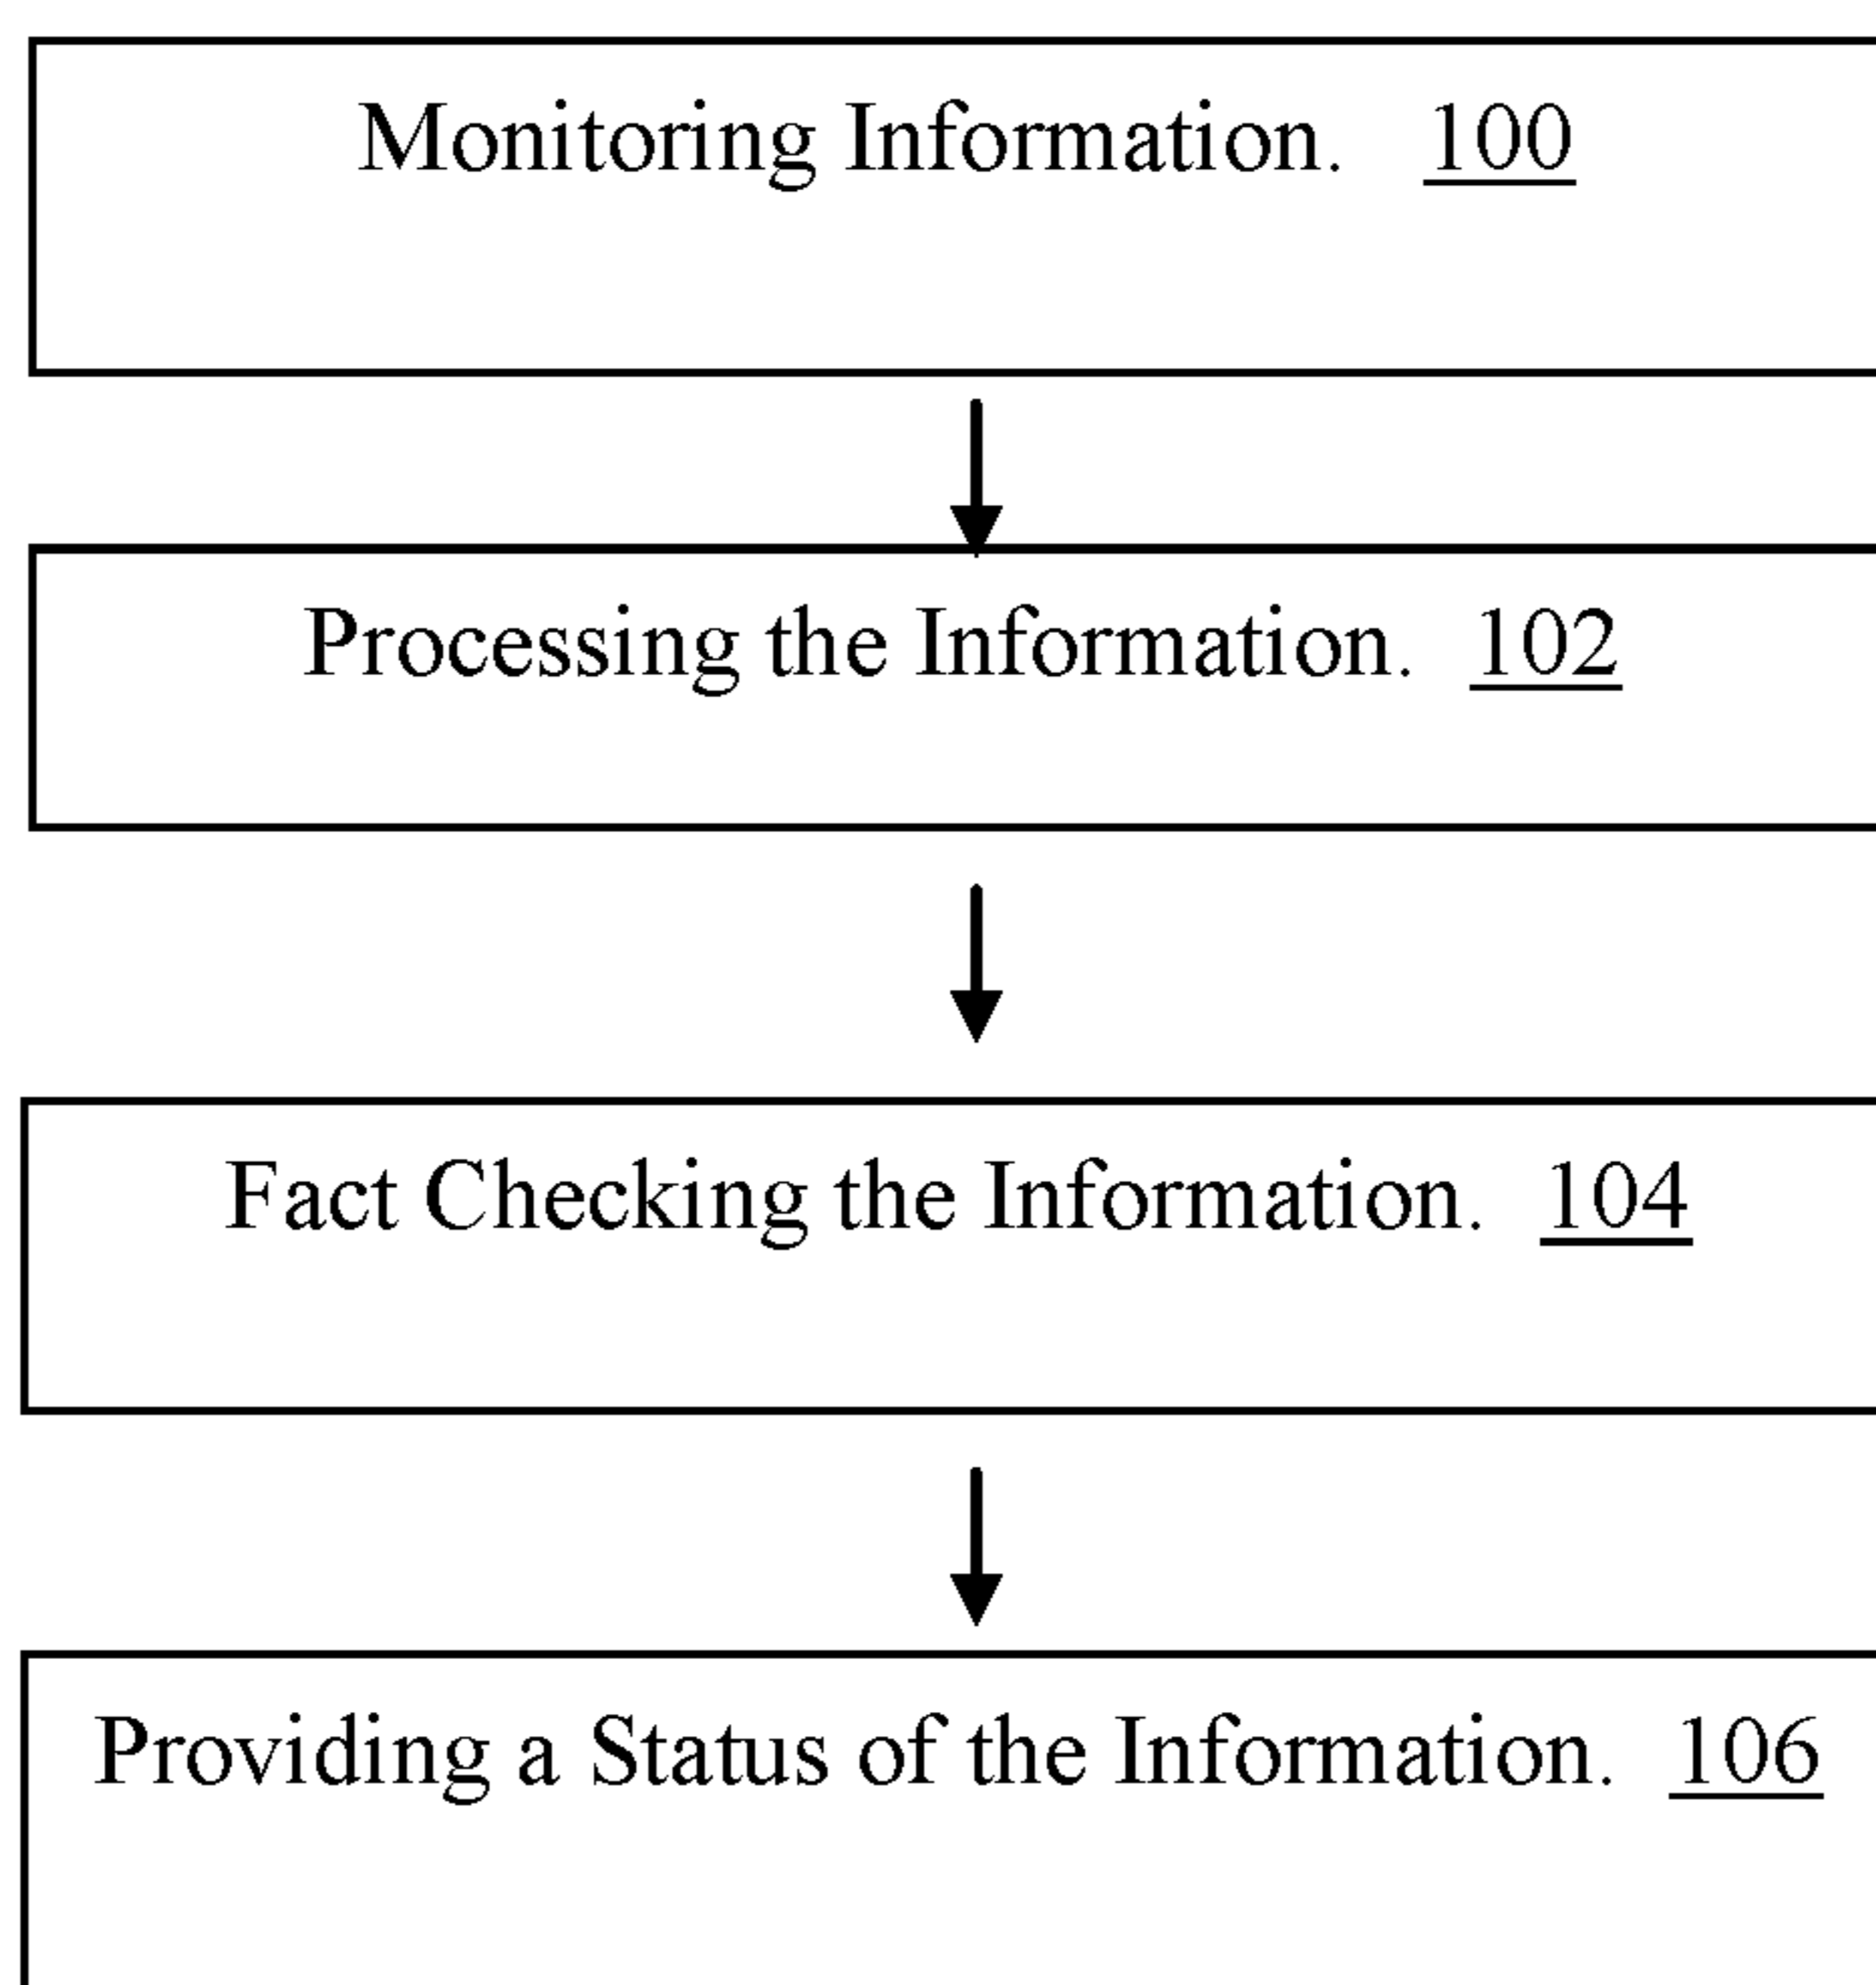 Monitoring Information. 100
Processing the Information. 102
Fact Checking the Information. 104
Providing a Status of the Information. 106